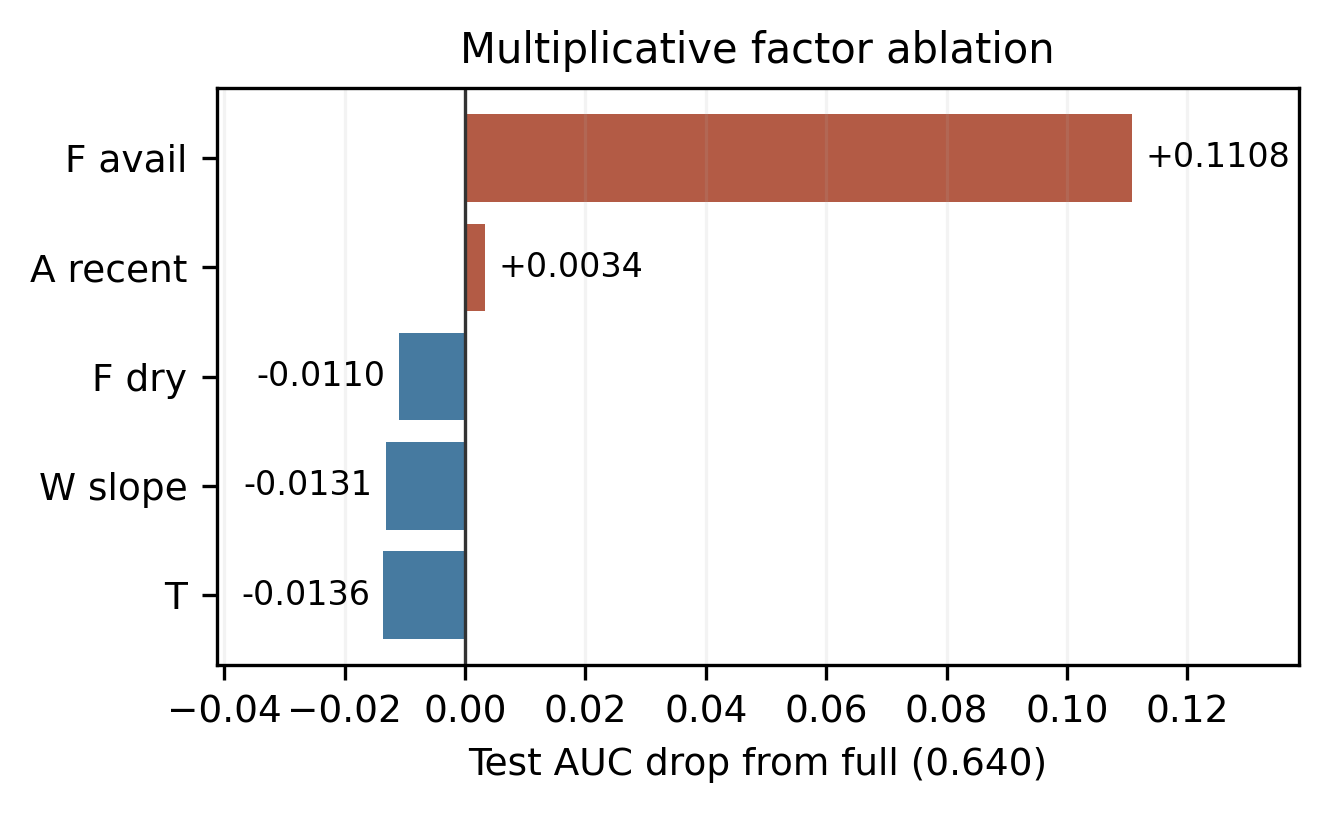 Multiplicative factor ablation
F avail
+0.1108
A recent
+0.0034
F dry
-0.0110
W slope
-0.0131
T
-0.0136
−0.04 −0.02 0.00 0.02 0.04 0.06 0.08 0.10 0.12
Test AUC drop from full (0.640)